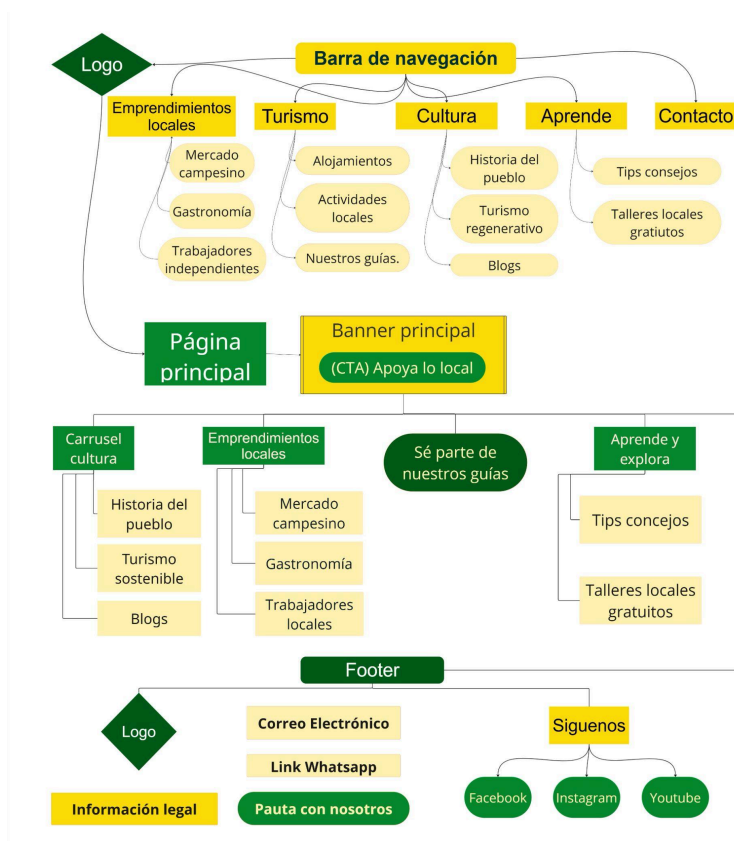 Logo
Barra de navegación
Emprendimientos
locales
Turismo
Cultura
Aprende
Contacto
Mercado
campesino
Gastronomía
Trabajadores
independientes
Alojamientos
Actividades
locales
Nuestros guías.
Historia del
pueblo
Turismo
regenerativo
Blogs
Tips consejos
Talleres locales
gratiutos
Página
principal
Banner principal
(CTA) Apoya lo local
Carrusel
cultura
Historia del
pueblo
Turismo
sostenible
Blogs
Emprendimientos
locales
Mercado
campesino
Gastronomía
Trabajadores
locales
Sé parte de
nuestros guías
Aprende y
explora
Tips concejos
Talleres locales
gratuitos
Footer
Logo
Correo Electrónico
Link Whatsapp
Siguenos
Facebook
Instagram
Youtube
Información legal
Pauta con nosotros